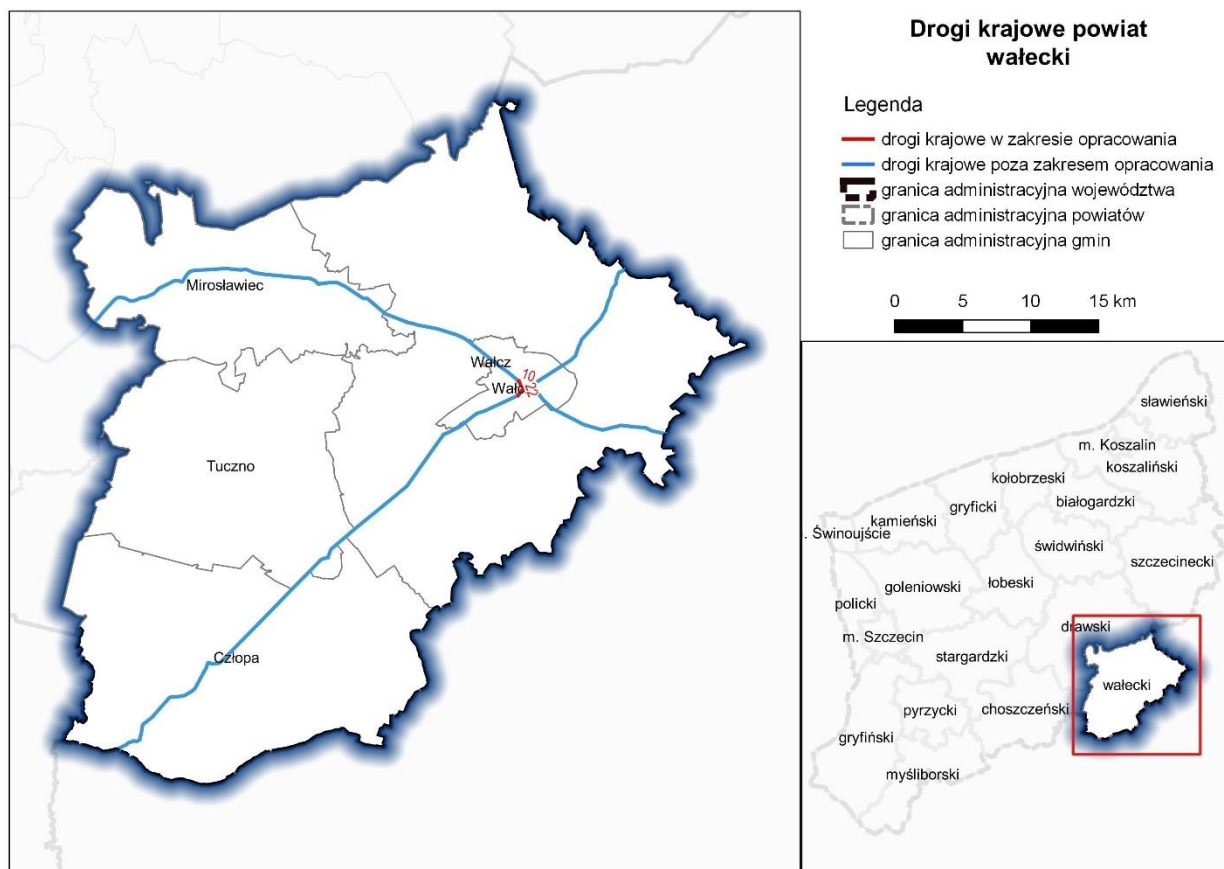 Drogi krajowe powiat
wałecki
Legenda
drogi krajowe w zakresie opracowania
drogi krajowe poza zakresem opracowania
granica administracyjna województwa
granica administracyjna powiatów
granica administracyjna gmin
0 5 10 15 km
Mirosławiec
Wałcz
10
22
Tuczno
Człopa
sławieński
m. Koszalin
koszaliński
kołobrzeski
gryficki
białogardzki
kamieński
. Świnoujście
świdwiński
szczecinecki
goleniowski
łobeski
policki
drawski
m. Szczecin
stargardzki
wałecki
pyrzycki
choszczeński
gryfiński
myśliborski